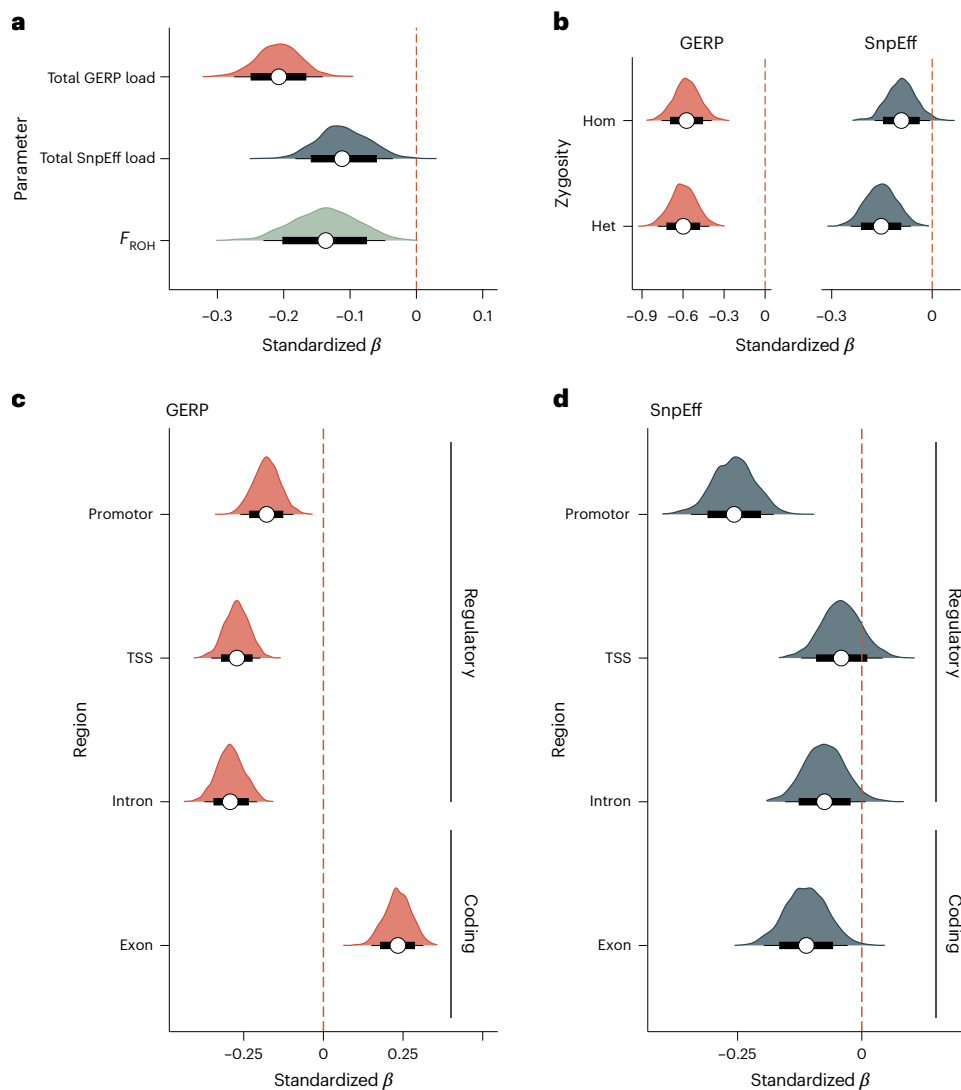 a
Total GERP load
Total SnpEff load
F ROH
Parameter
−0.3 −0.2 −0.1 0 0.1
Standardized β
b
GERP SnpEff
Hom
Het
Zygosity
−0.9 −0.6 −0.3 0 −0.3 0
Standardized β
c
GERP
Promotor
TSS
Intron
Exon
Region
Regulatory
Coding
−0.25 0 0.25
Standardized β
d
SnpEff
Promotor
TSS
Intron
Exon
Region
Regulatory
Coding
−0.25 0
Standardized β